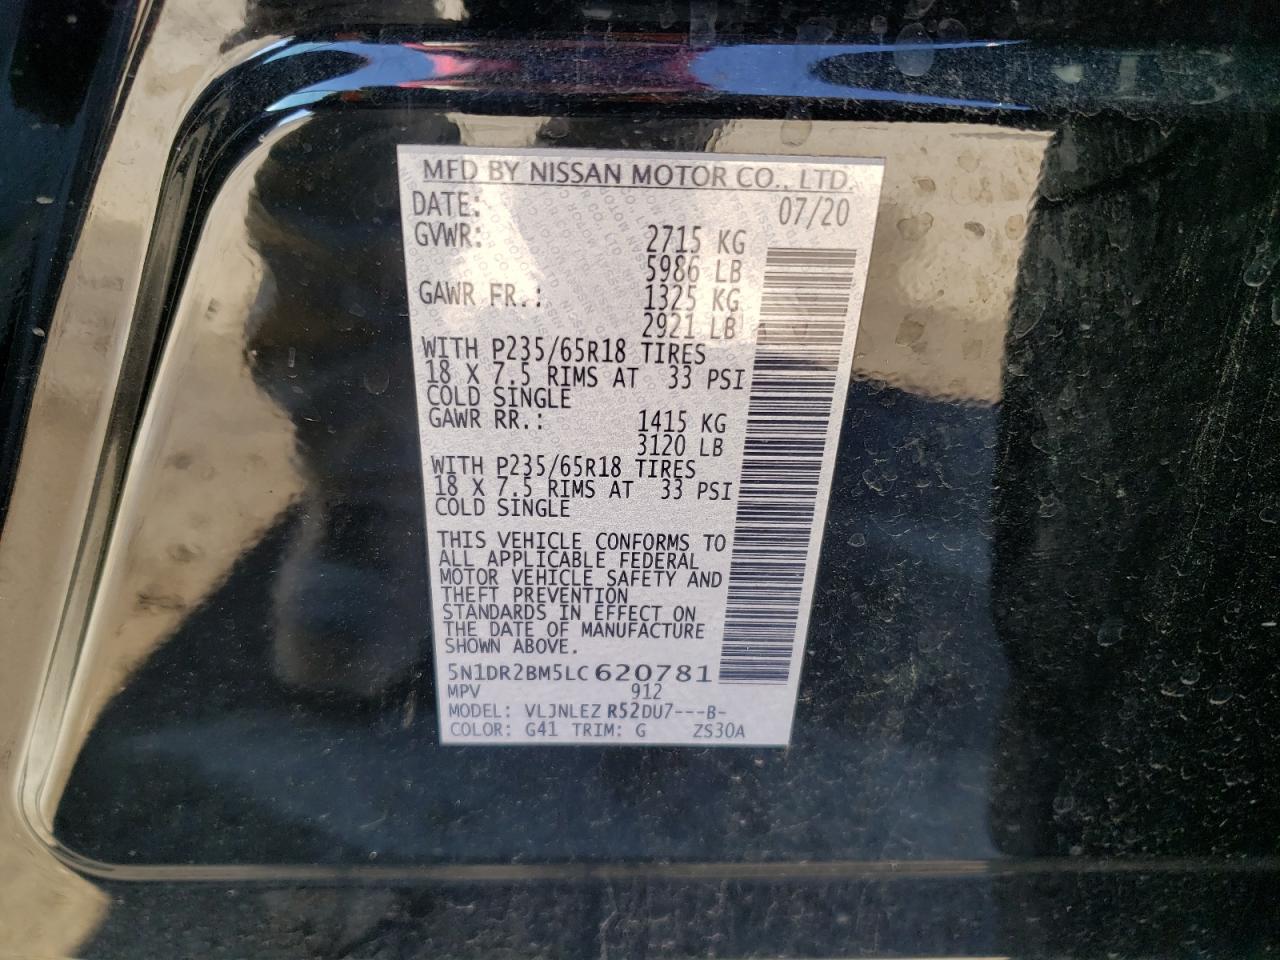 MFD BY NISSAN MOTOR CO., LTD.
DATE: 07/20
GVWR: 2715 KG
5986 LB
GAWR FR.: 1325 KG
2921 LB
WITH P235/65R18 TIRES
18 X 7.5 RIMS AT 33 PSI
COLD SINGLE
GAWR RR.: 1415 KG
3120 LB
WITH P235/65R18 TIRES
18 X 7.5 RIMS AT 33 PSI
COLD SINGLE
THIS VEHICLE CONFORMS TO
ALL APPLICABLE FEDERAL
MOTOR VEHICLE SAFETY AND
THEFT PREVENTION
STANDARDS IN EFFECT ON
THE DATE OF MANUFACTURE
SHOWN ABOVE.
5N1DR2BM5LC620781
MPV 912
MODEL: VLJNLEZ R52DU7---B-
COLOR: G41 TRIM: G ZS30A